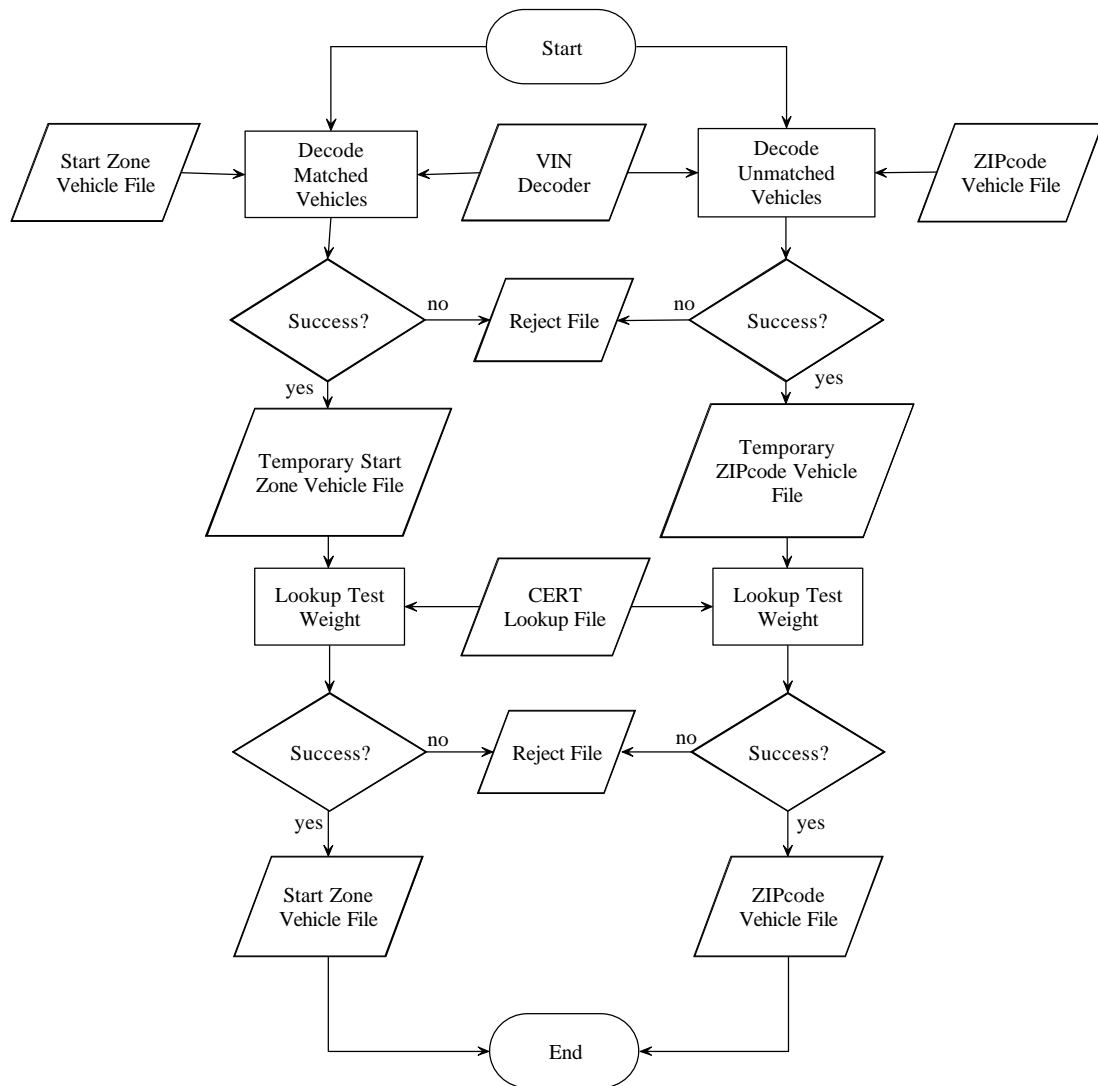 Start
Start Zone
Vehicle File
Decode
Matched
Vehicles
VIN
Decoder
Decode
Unmatched
Vehicles
ZIPcode
Vehicle File
Success?
no
Reject File
no
Success?
yes
yes
Temporary Start
Zone Vehicle File
Temporary
ZIPcode Vehicle
File
Lookup Test
Weight
CERT
Lookup File
Lookup Test
Weight
Success?
no
Reject File
no
Success?
yes
yes
Start Zone
Vehicle File
ZIPcode
Vehicle File
End